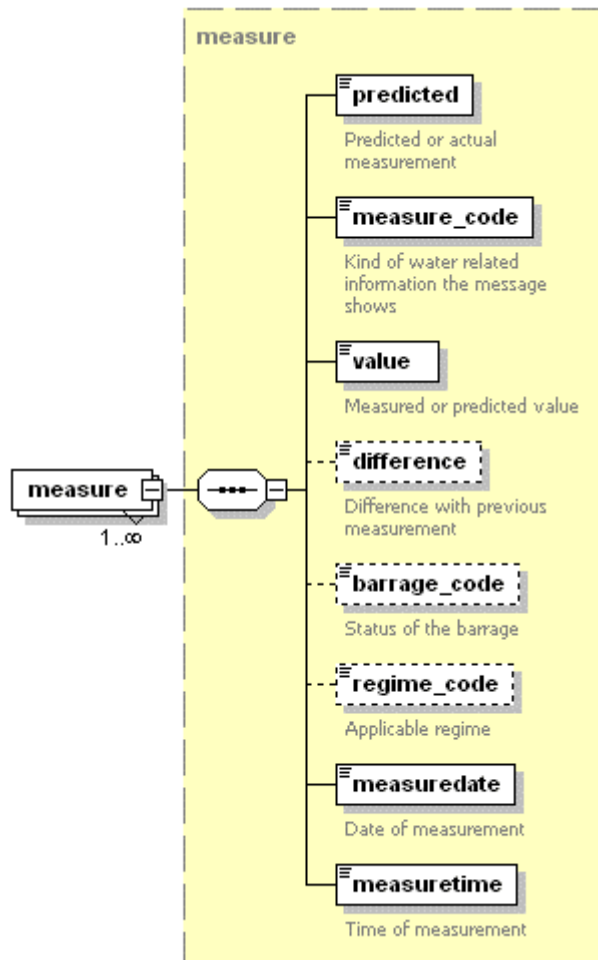 measure
predicted
Predicted or actual
measurement
measure_code
Kind of water related
information the message
shows
value
Measured or predicted value
difference
Difference with previous
measurement
measure
1..∞
barrage_code
Status of the barrage
regime_code
Applicable regime
measuredate
Date of measurement
measuretime
Time of measurement